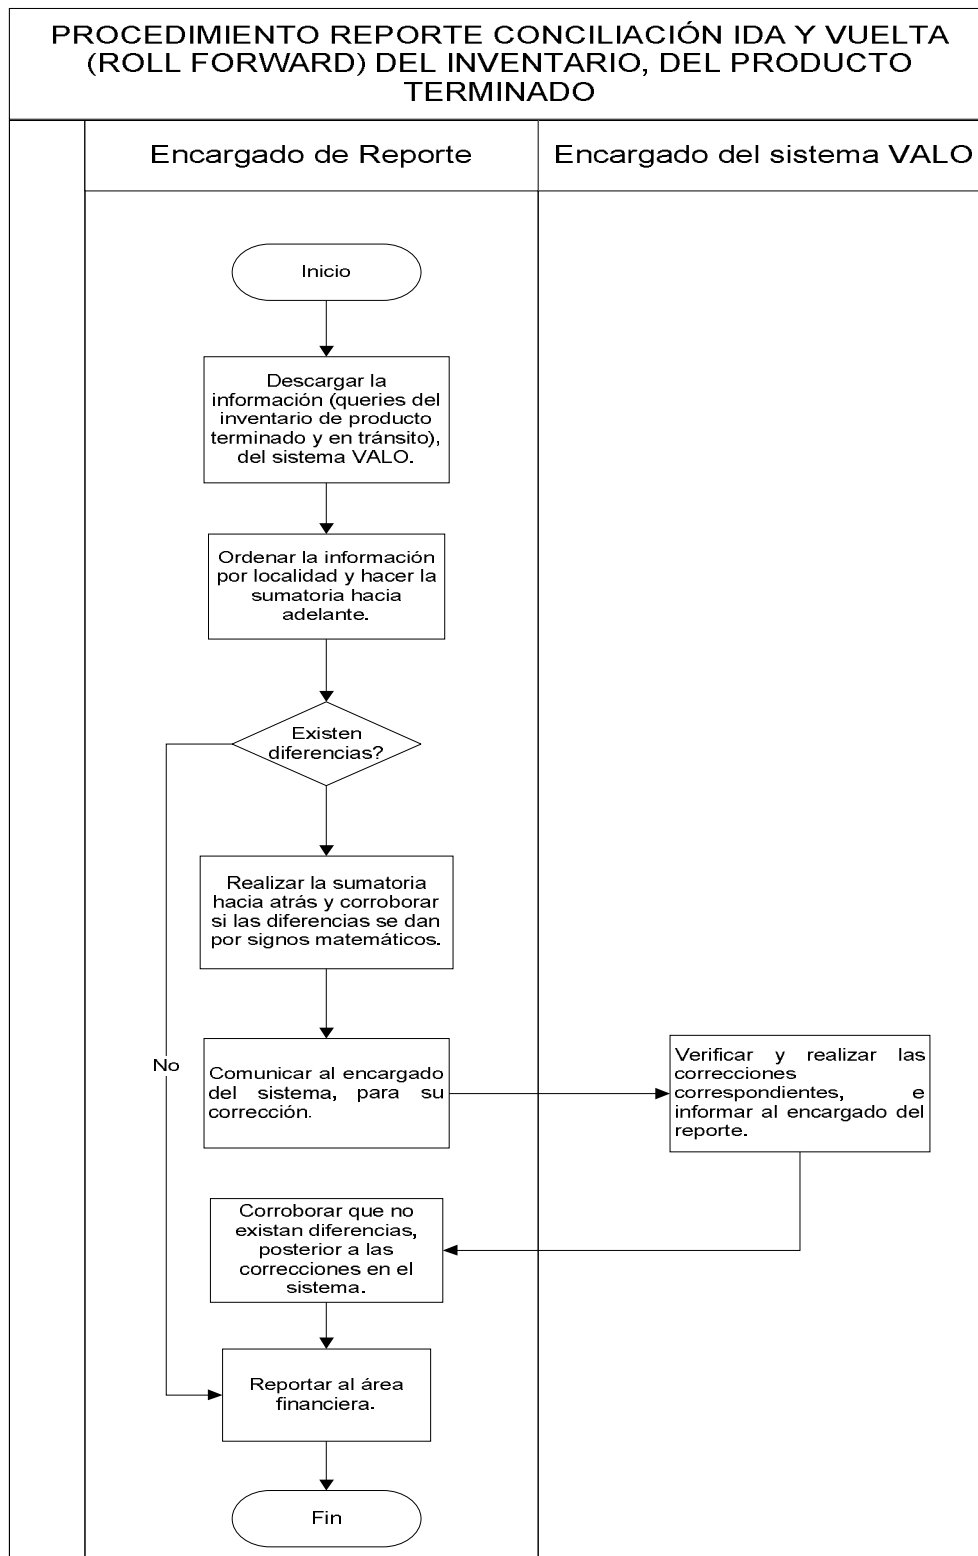 PROCEDIMIENTO REPORTE CONCILIACIÓN IDA Y VUELTA
(ROLL FORWARD) DEL INVENTARIO, DEL PRODUCTO
TERMINADO
Encargado de Reporte
Encargado del sistema VALO
Inicio
Descargar la
información (queries del
inventario de producto
terminado y en tránsito),
del sistema VALO.
Ordenar la información
por localidad y hacer la
sumatoria hacia
adelante.
Existen
diferencias?
Realizar la sumatoria
hacia atrás y corroborar
si las diferencias se dan
por signos matemáticos.
No
Comunicar al encargado
del sistema, para su
corrección.
Verificar y realizar las
correcciones
correspondientes, e
informar al encargado del
reporte.
Corroborar que no
existan diferencias,
posterior a las
correcciones en el
sistema.
Reportar al área
financiera.
Fin